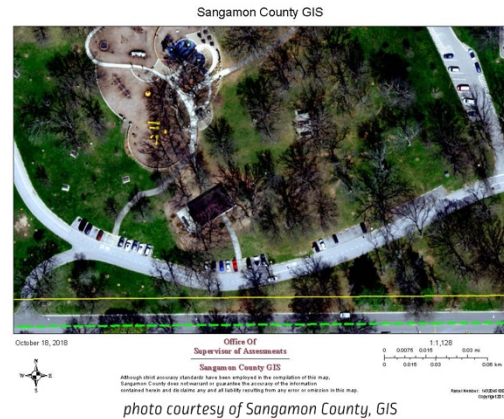 Sangamon County GIS
October 18, 2018
Office Of
Supervisor of Assessments
Sangamon County GIS
Although strict accuracy standards have been employed in the compilation of this map,
Sangamon County does not warrant or guarantee the accuracy of the information
contained herein and disclaims any and all liability resulting from any error or omission in this map.
N
W E
S
1:1,128
0 0.0075 0.015 0.03 mi
0 0.015 0.03 0.06 km
photo courtesy of Sangamon County, GIS